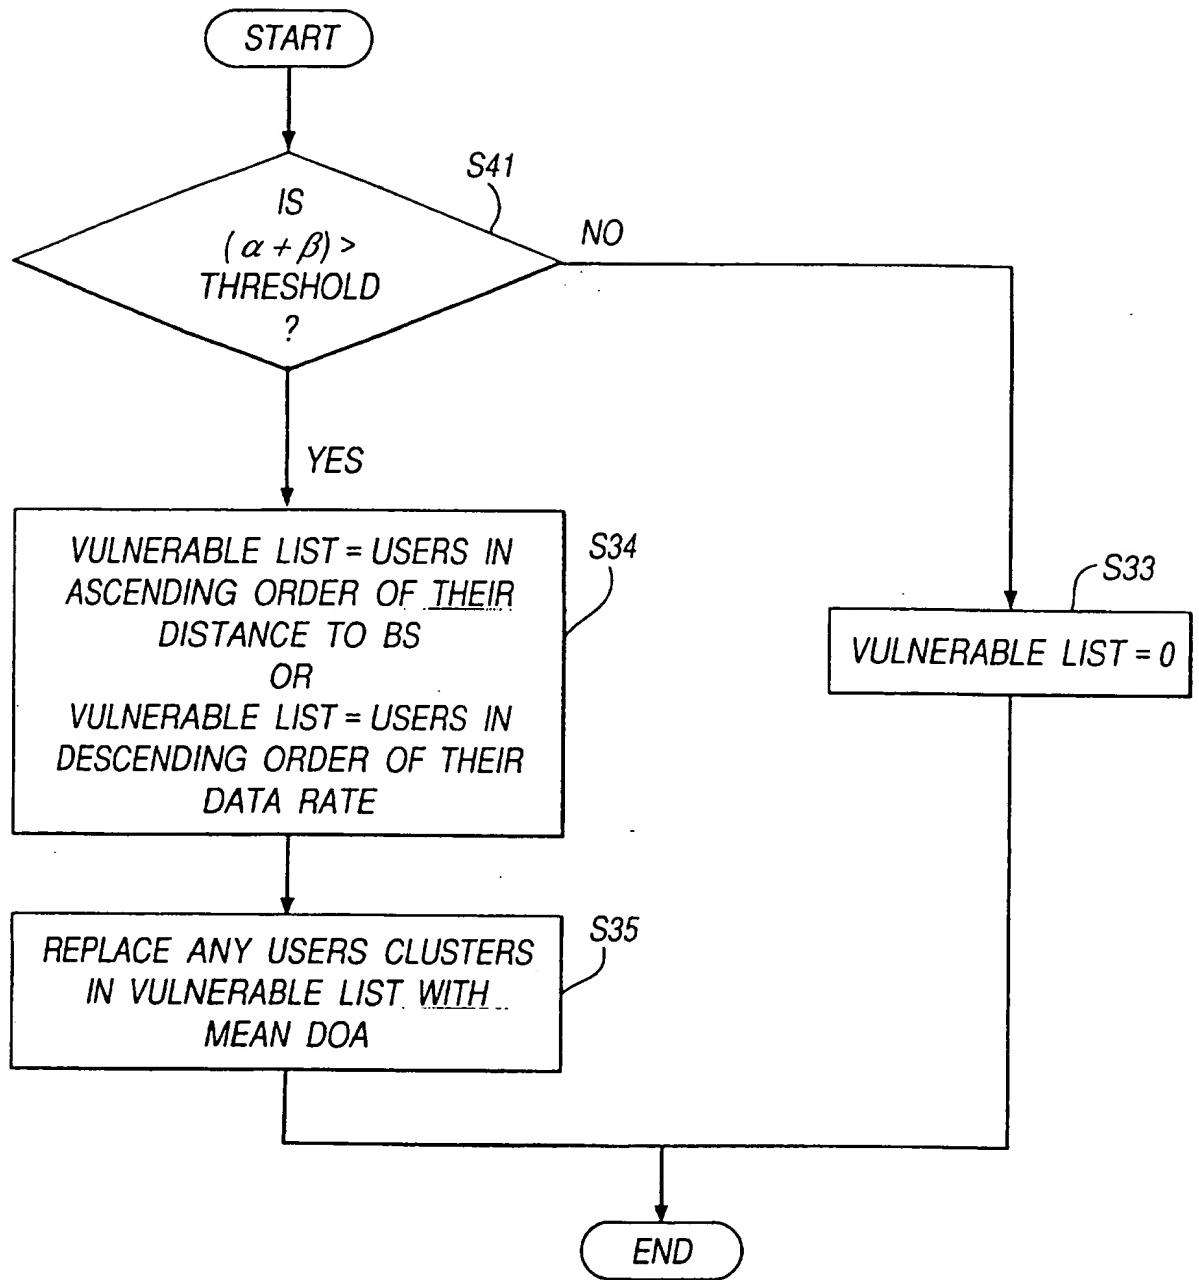 START
S41
IS
(α + β) >
THRESHOLD
?
NO
YES
VULNERABLE LIST = USERS IN
ASCENDING ORDER OF THEIR
DISTANCE TO BS
OR
VULNERABLE LIST = USERS IN
DESCENDING ORDER OF THEIR
DATA RATE
S34
S33
VULNERABLE LIST = 0
REPLACE ANY USERS CLUSTERS
IN VULNERABLE LIST WITH
MEAN DOA
S35
END